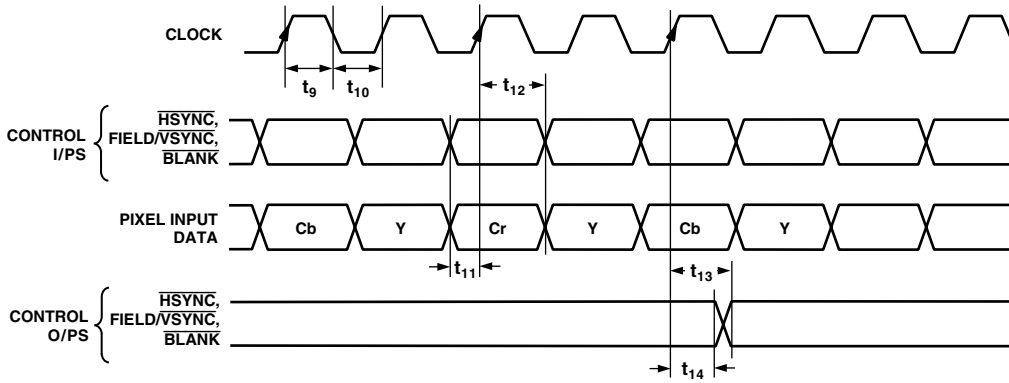 CLOCK
t9 t10 t12
CONTROL I/PS
HSYNC,
FIELD/VSYNC,
BLANK
PIXEL INPUT DATA
Cb Y Cr Y Cb Y
t11 t13
CONTROL O/PS
HSYNC,
FIELD/VSYNC,
BLANK
t14